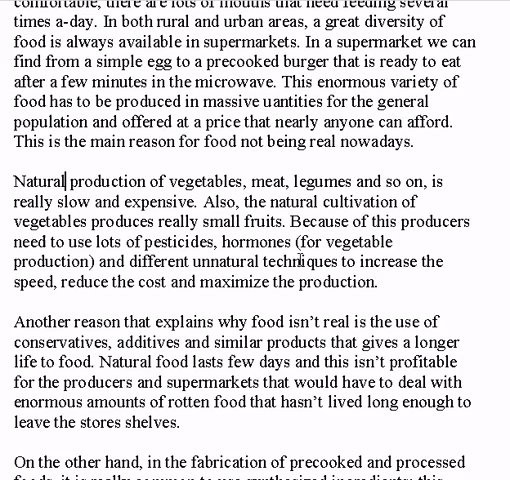 comfortable, there are lots of mouths that need feeding several
times a-day. In both rural and urban areas, a great diversity of
food is always available in supermarkets. In a supermarket we can
find from a simple egg to a precooked burger that is ready to eat
after a few minutes in the microwave. This enormous variety of
food has to be produced in massive uantities for the general
population and offered at a price that nearly anyone can afford.
This is the main reason for food not being real nowadays.
Natural production of vegetables, meat, legumes and so on, is
really slow and expensive. Also, the natural cultivation of
vegetables produces really small fruits. Because of this producers
need to use lots of pesticides, hormones (for vegetable
production) and different unnatural techniques to increase the
speed, reduce the cost and maximize the production.
Another reason that explains why food isn’t real is the use of
conservatives, additives and similar products that gives a longer
life to food. Natural food lasts few days and this isn’t profitable
for the producers and supermarkets that would have to deal with
enormous amounts of rotten food that hasn’t lived long enough to
leave the stores shelves.
On the other hand, in the fabrication of precooked and processed
foods, it is really common to use synthesized ingredients; this